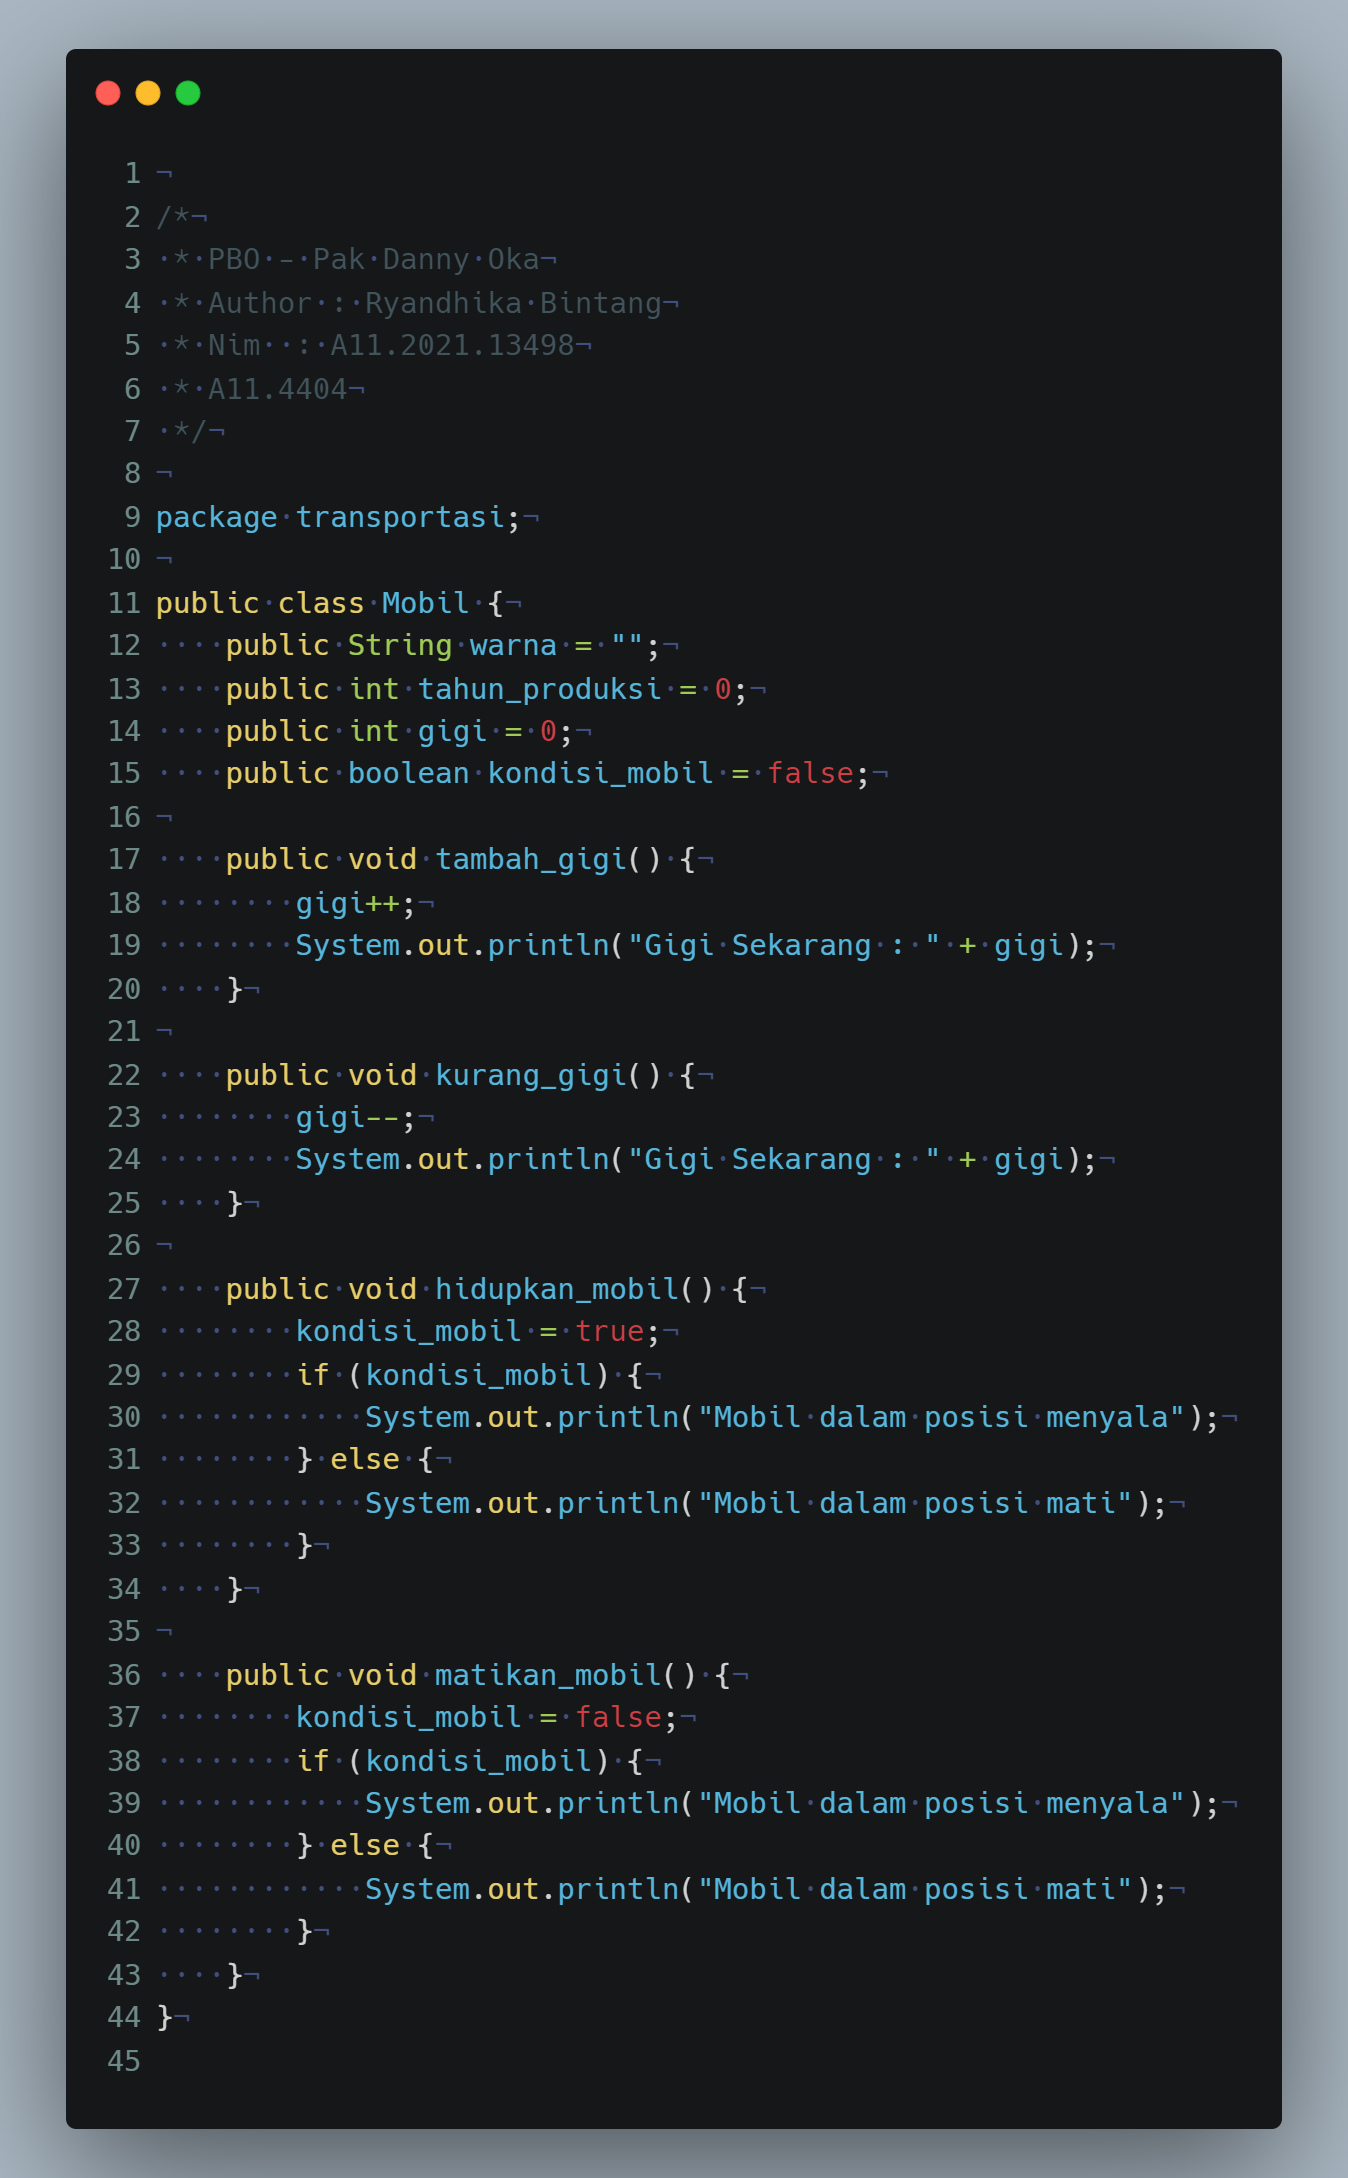 1
2 /*
3  * PBO - Pak Danny Oka
4  * Author : Ryandhika Bintang
5  * Nim  : A11.2021.13498
6  * A11.4404
7  */
8
9 package transportasi;
10
11 public class Mobil {
12     public String warna = "";
13     public int tahun_produksi = 0;
14     public int gigi = 0;
15     public boolean kondisi_mobil = false;
16
17     public void tambah_gigi() {
18         gigi++;
19         System.out.println("Gigi Sekarang : " + gigi);
20     }
21
22     public void kurang_gigi() {
23         gigi--;
24         System.out.println("Gigi Sekarang : " + gigi);
25     }
26
27     public void hidupkan_mobil() {
28         kondisi_mobil = true;
29         if (kondisi_mobil) {
30             System.out.println("Mobil dalam posisi menyala");
31         } else {
32             System.out.println("Mobil dalam posisi mati");
33         }
34     }
35
36     public void matikan_mobil() {
37         kondisi_mobil = false;
38         if (kondisi_mobil) {
39             System.out.println("Mobil dalam posisi menyala");
40         } else {
41             System.out.println("Mobil dalam posisi mati");
42         }
43     }
44 }
45